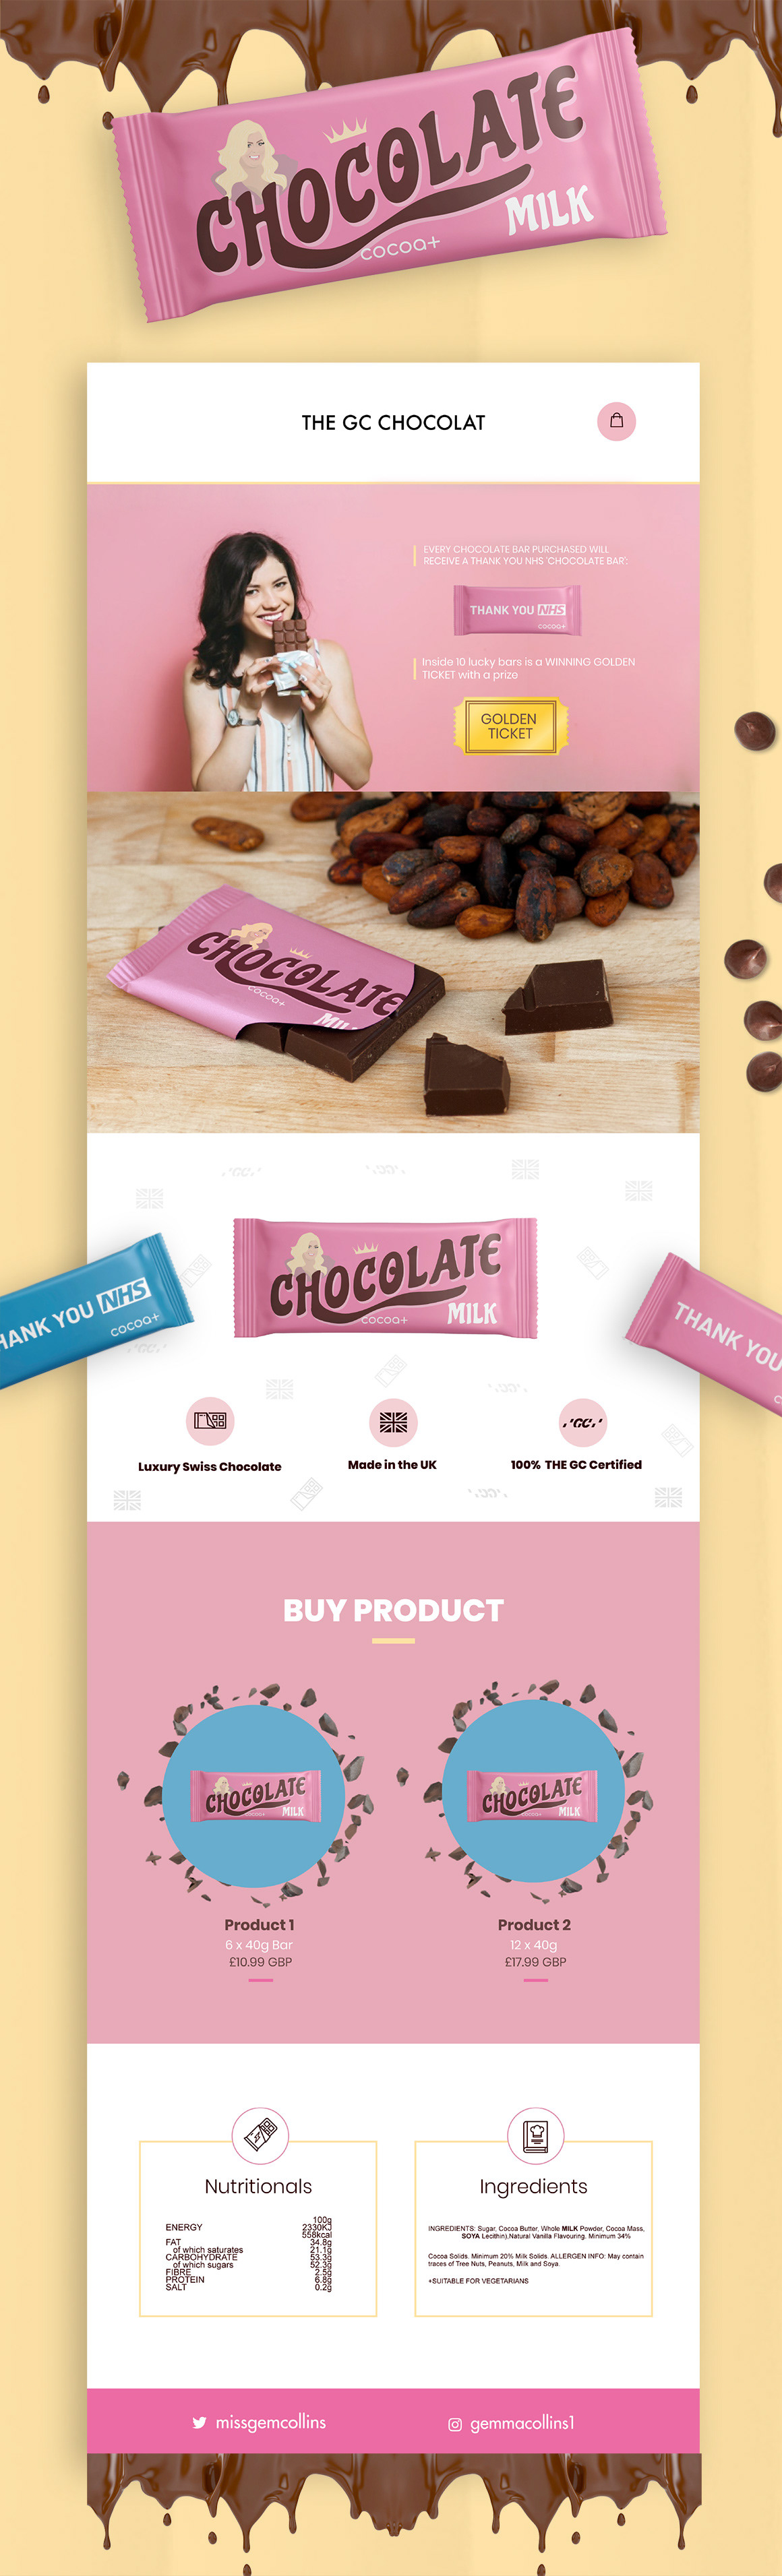 CHOCOLATE
MILK
cocoa+
THE GC CHOCOLAT
EVERY CHOCOLATE BAR PURCHASED WILL
RECEIVE A THANK YOU NHS 'CHOCOLATE BAR':
THANK YOU NHS
cocoa+
Inside 10 lucky bars is a WINNING GOLDEN
TICKET with a prize
GOLDEN
TICKET
CHOCOLATE
cocoa+
CHOCOLATE
MILK
cocoa+
HANK YOU NHS
cocoa+
THANK YOU
'GC'
Luxury Swiss Chocolate
Made in the UK
100% THE GC Certified
BUY PRODUCT
CHOCOLATE
MILK
cocoa+
CHOCOLATE
MILK
cocoa+
Product 1
6 x 40g Bar
£10.99 GBP
Product 2
12 x 40g
£17.99 GBP
Nutritionals
100g
ENERGY 2330KJ
558kcal
FAT 34.8g
of which saturates 21.1g
CARBOHYDRATE 53.3g
of which sugars 52.3g
FIBRE 2.5g
PROTEIN 6.8g
SALT 0.2g
Ingredients
INGREDIENTS: Sugar, Cocoa Butter, Whole MILK Powder, Cocoa Mass,
SOYA Lecithin),Natural Vanilla Flavouring. Minimum 34%
Cocoa Solids. Minimum 20% Milk Solids. ALLERGEN INFO: May contain
traces of Tree Nuts, Peanuts, Milk and Soya.
+SUITABLE FOR VEGETARIANS
missgemcollins
gemmacollins1